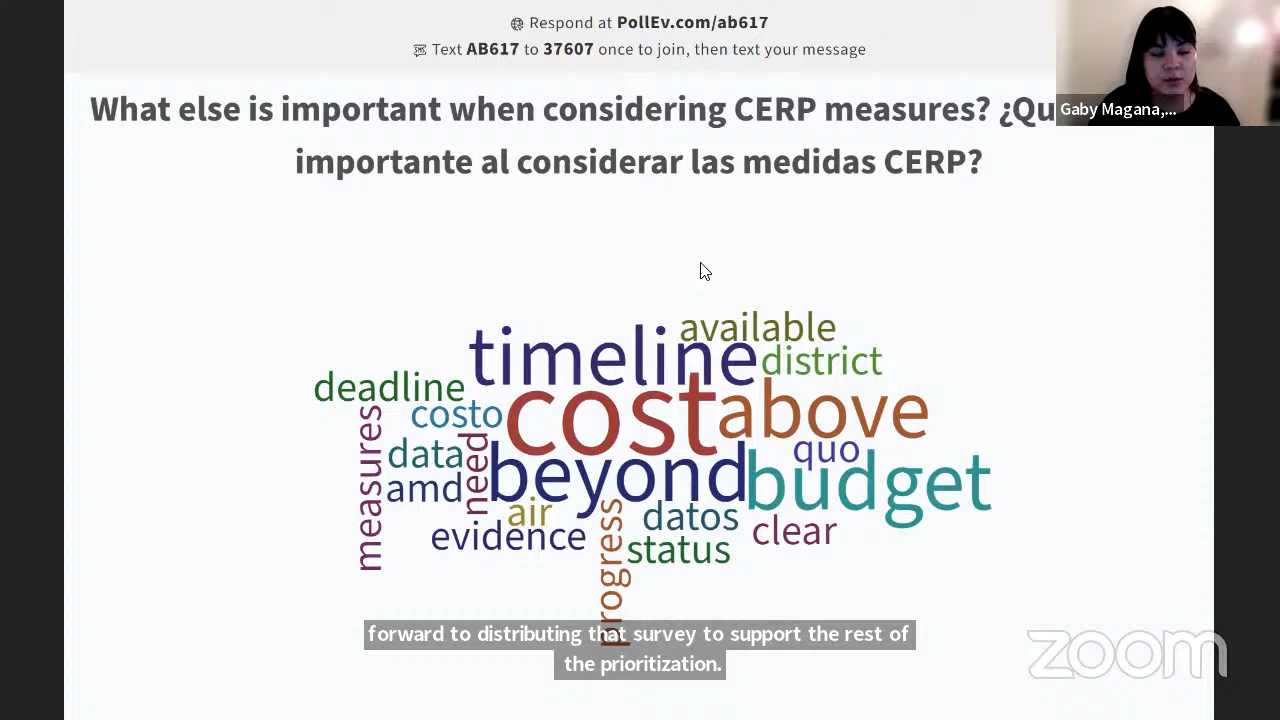 Respond at PollEv.com/ab617
Text AB617 to 37607 once to join, then text your message
Gaby Magana,...
What else is important when considering CERP measures? ¿Qu
importante al considerar las medidas CERP?
available
timeline
district
deadline
costo
cost
above
measures
data
need
beyond
quo
budget
amd
air
datos
clear
evidence
progress
status
forward to distributing that survey to support the rest of
the prioritization.
zoom